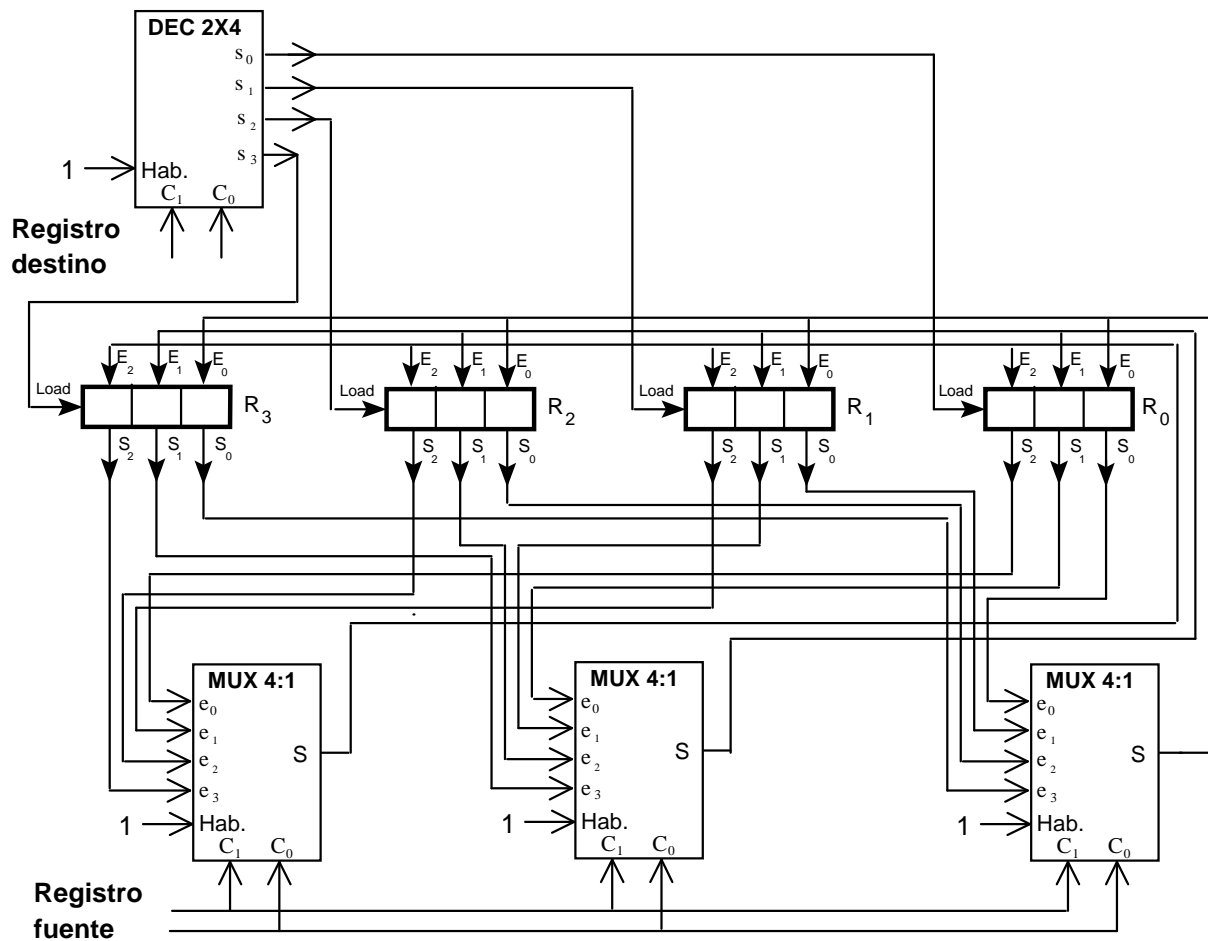 DEC 2X4
s0
s1
s2
s3
1
Hab.
C1 C0
Registro
destino
E2 E1 E0
E2 E1 E0
E2 E1 E0
E2 E1 E0
Load
R3
Load
R2
Load
R1
Load
R0
S2 S1 S0
S2 S1 S0
S2 S1 S0
S2 S1 S0
MUX 4:1
e0
e1
e2
e3
S
1
Hab.
C1 C0
MUX 4:1
e0
e1
e2
e3
S
1
Hab.
C1 C0
MUX 4:1
e0
e1
e2
e3
S
1
Hab.
C1 C0
Registro
fuente